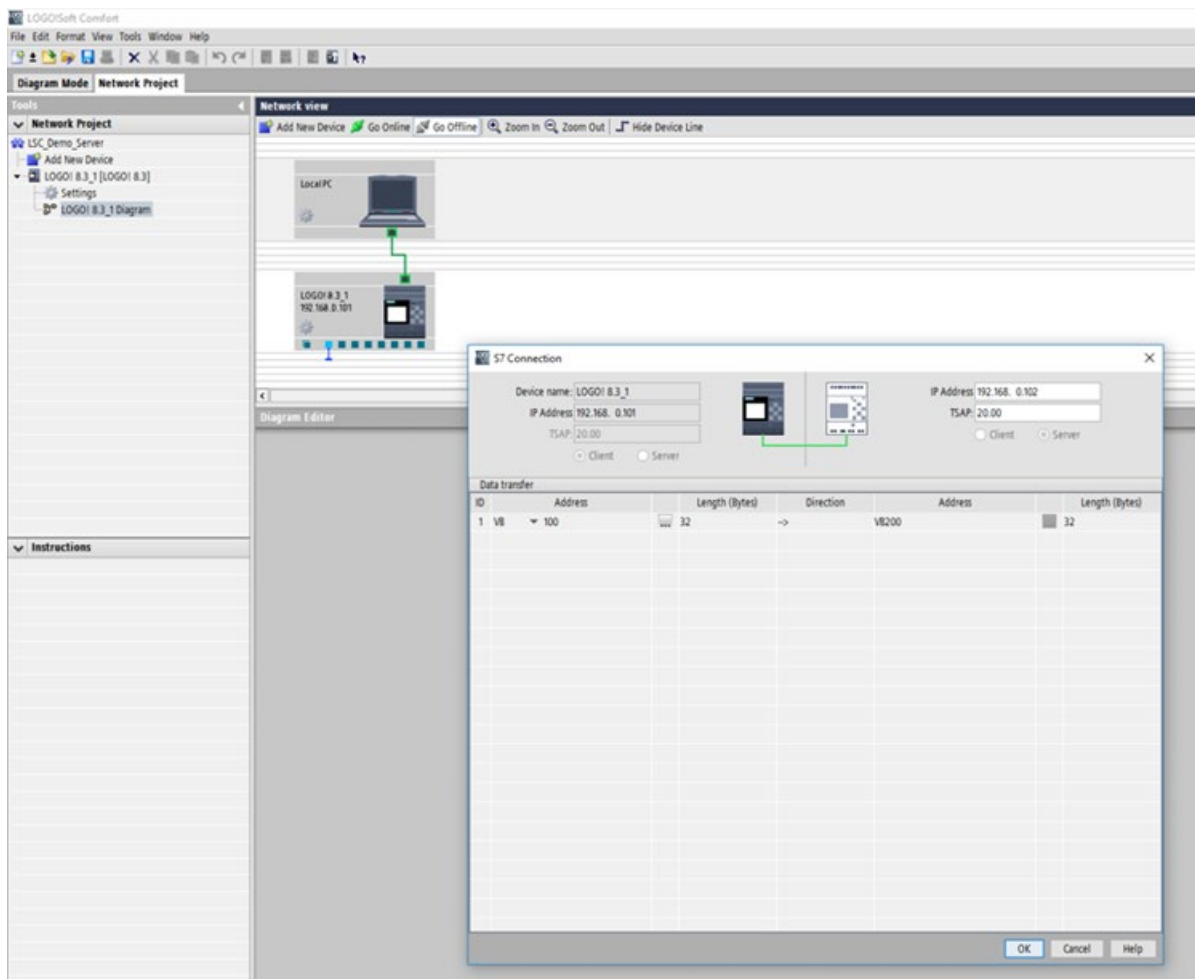 LOGO!Soft Comfort
File Edit Format View Tools Window Help
Diagram Mode Network Project
Tools
Network Project
LSC_Demo_Server
Add New Device
LOGO! 8.3_1 [LOGO! 8.3]
Settings
LOGO! 8.3_1 Diagram
Instructions
Network view
Add New Device Go Online Go Offline Zoom In Zoom Out Hide Device Line
Local PC
LOGO! 8.3_1
192.168.0.101
Diagram Editor
S7 Connection
Device name: LOGO! 8.3_1
IP Address 192.168. 0.101
TSAP: 20.00
Client Server
IP Address 192.168. 0.102
TSAP: 20.00
Client Server
Data transfer
ID Address Length (Bytes) Direction Address Length (Bytes)
1 VB 100 ... 32 -> VB200 32
OK Cancel Help